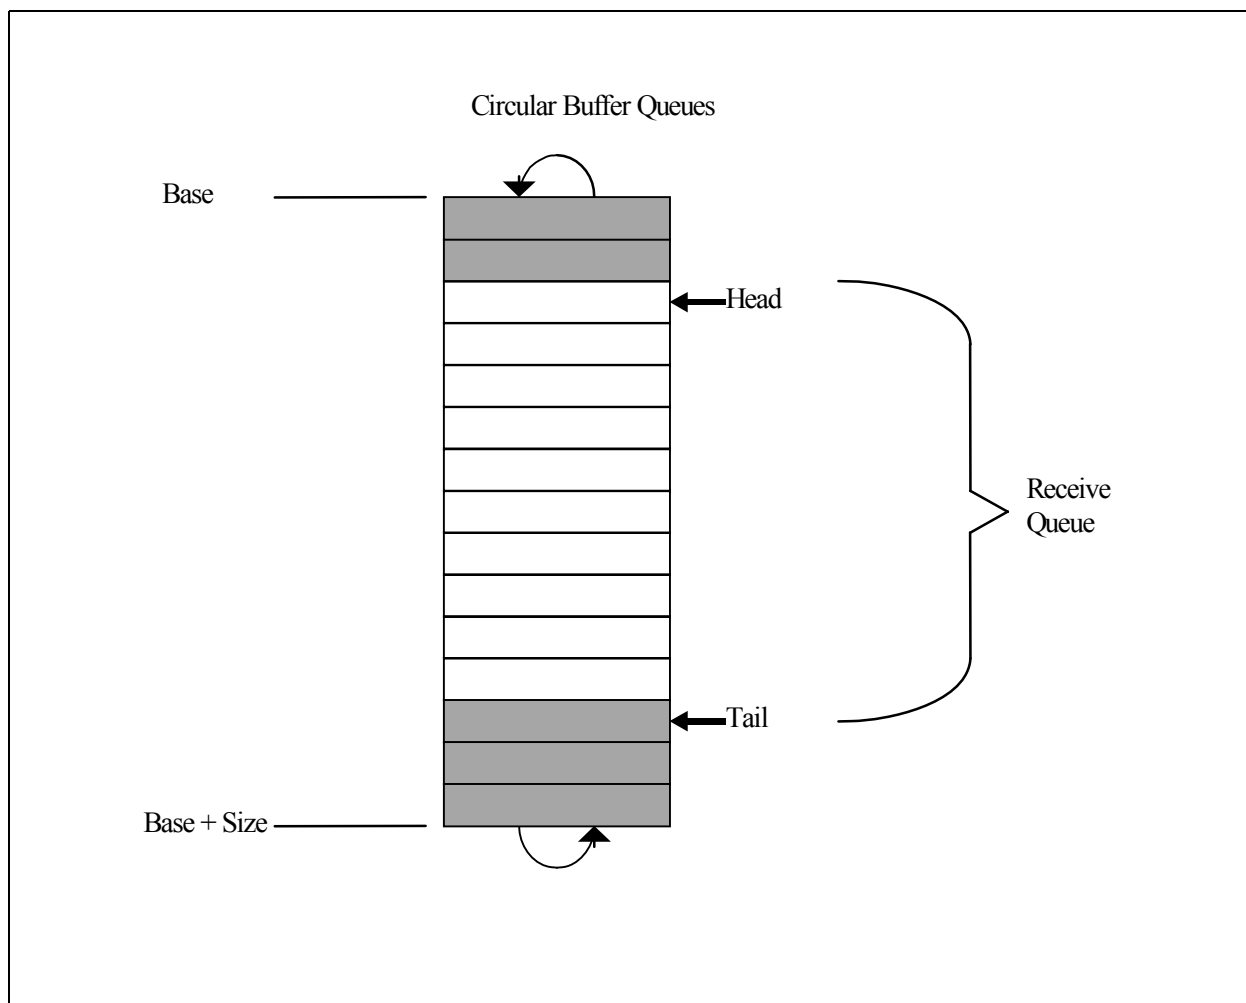 Circular Buffer Queues
Base
Head
Receive
Queue
Tail
Base + Size